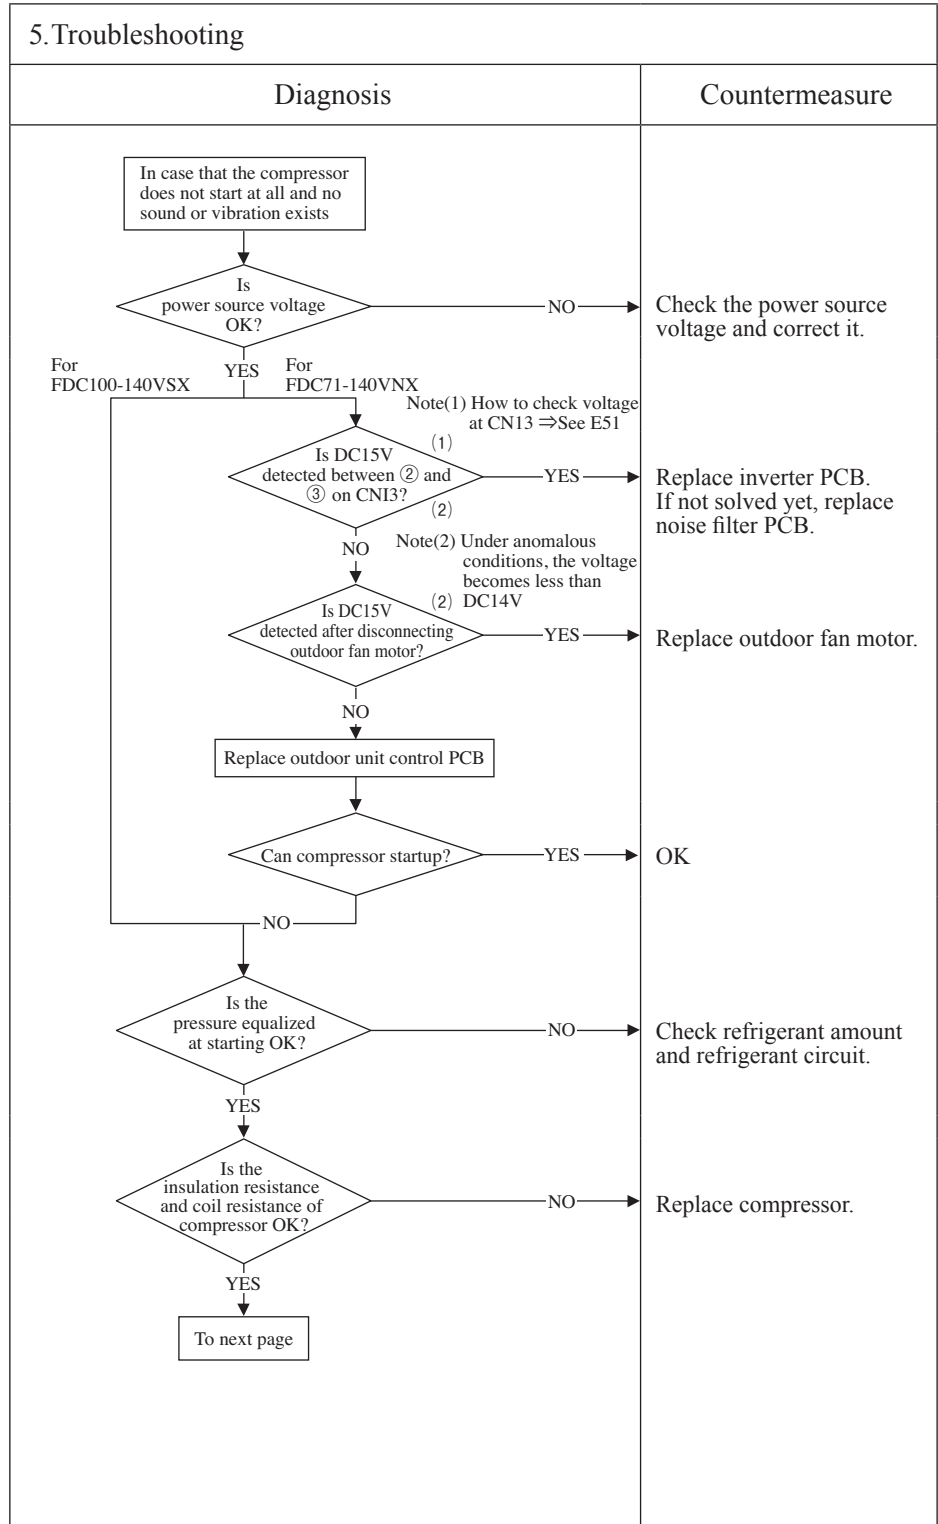 5.Troubleshooting
Diagnosis
Countermeasure
In case that the compressor
does not start at all and no
sound or vibration exists
Is
power source voltage
OK?
NO
Check the power source
voltage and correct it.
YES
For
FDC100-140VSX
For
FDC71-140VNX
Note(1) How to check voltage
at CN13 ⇒See E51
(1)
Is DC15V
detected between ② and
③ on CNI3?
(2)
YES
Replace inverter PCB.
If not solved yet, replace
noise filter PCB.
NO
Note(2) Under anomalous
conditions, the voltage
becomes less than
DC14V
(2)
Is DC15V
detected after disconnecting
outdoor fan motor?
YES
Replace outdoor fan motor.
NO
Replace outdoor unit control PCB
Can compressor startup?
YES
OK
NO
Is the
pressure equalized
at starting OK?
NO
Check refrigerant amount
and refrigerant circuit.
YES
Is the
insulation resistance
and coil resistance of
compressor OK?
NO
Replace compressor.
YES
To next page